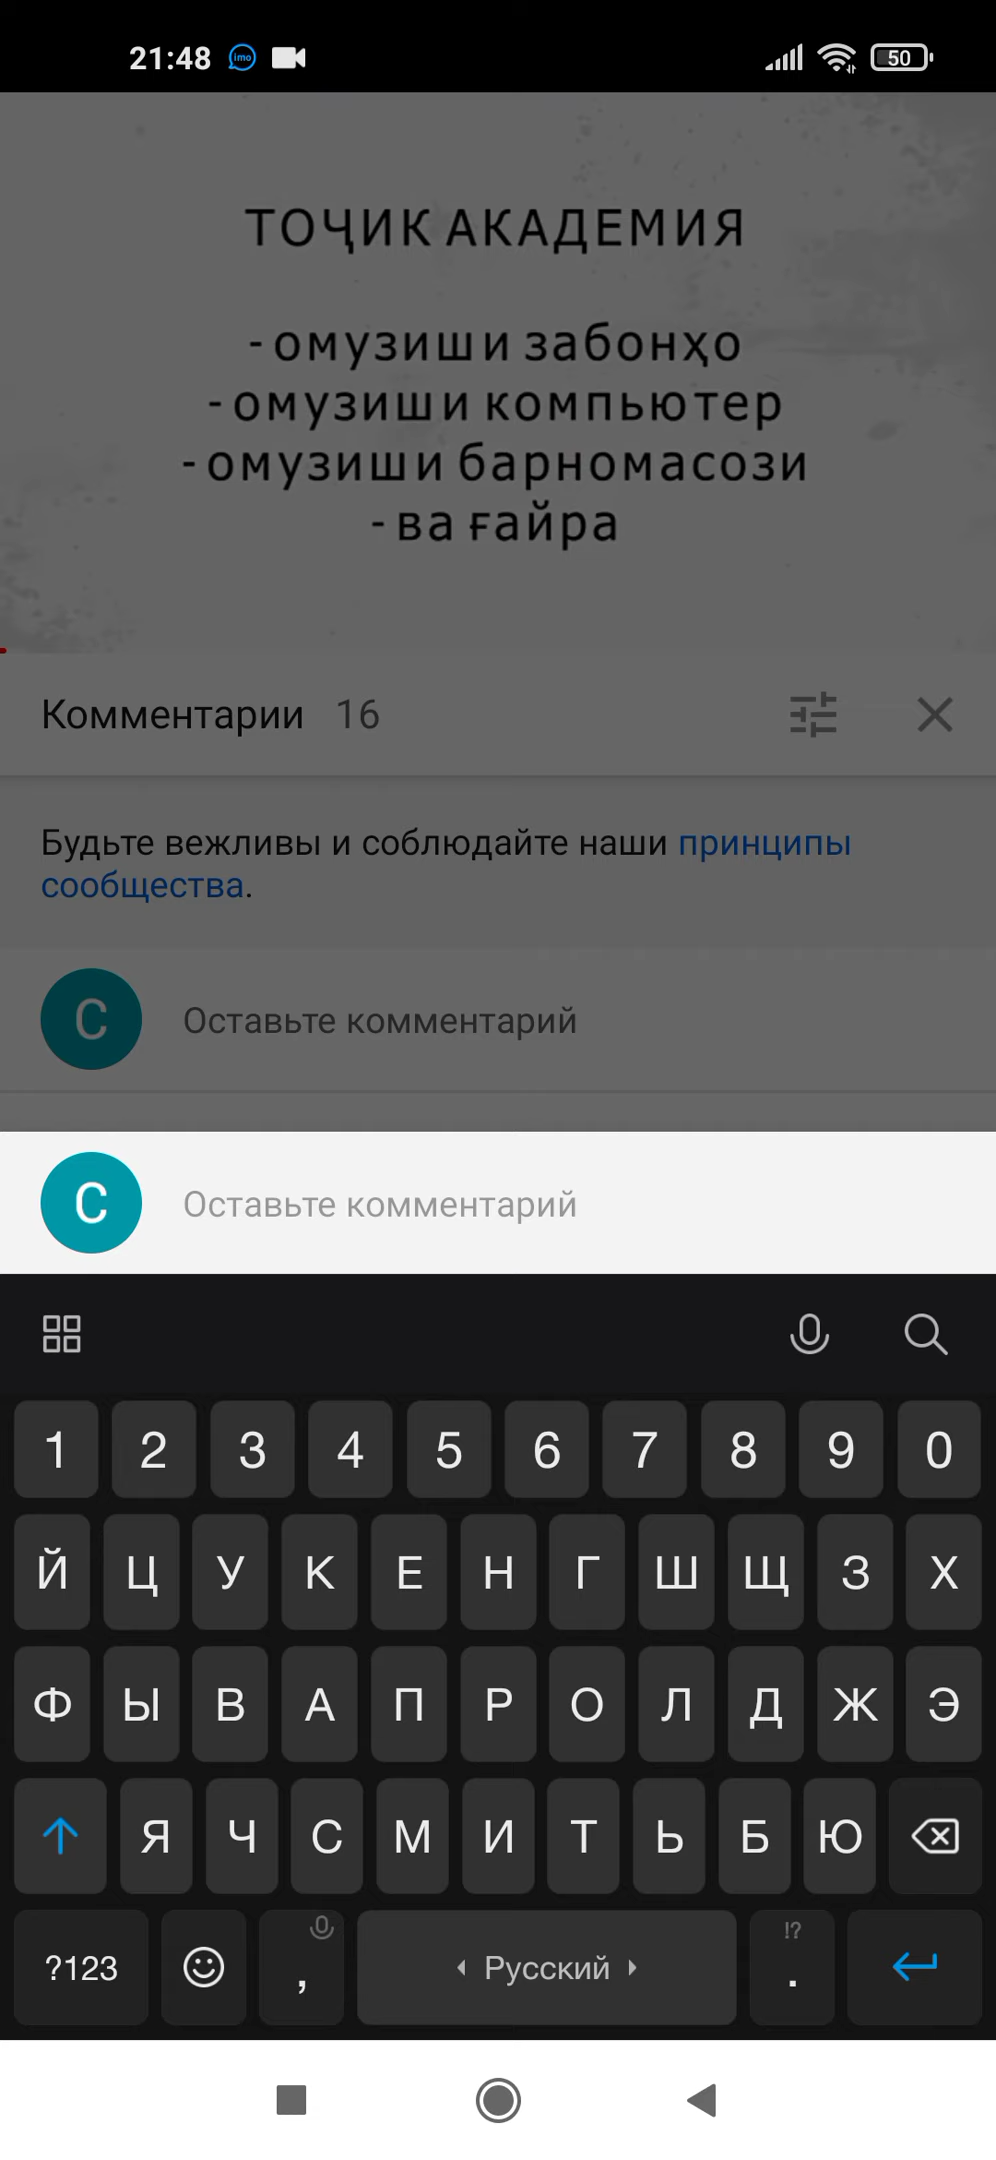 21:48 imo 50
ТОҶИК АКАДЕМИЯ
-омузиши забонҳо
-омузиши компьютер
-омузиши барномасози
-ва ғайра
Комментарии 16
Будьте вежливы и соблюдайте наши принципы
сообщества.
С Оставьте комментарий
С Оставьте комментарий
1 2 3 4 5 6 7 8 9 0
Й Ц У К Е Н Г Ш Щ З Х
Ф Ы В А П Р О Л Д Ж Э
Я Ч С М И Т Ь Б Ю
!?
?123 , Русский .